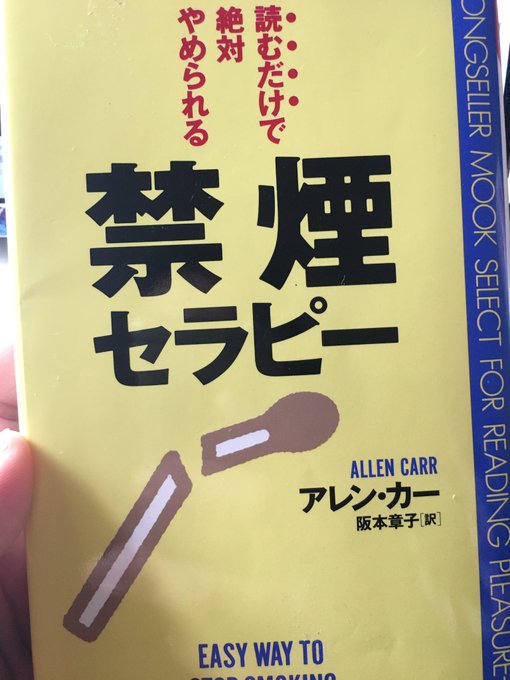 読むだけで
絶対
やめられる
禁煙
セラピー
ALLEN CARR
アレン・カー
阪本章子[訳]
EASY WAY TO
STOP SMOKING
ONGSELLER MOOK SELECT FOR READING PLEASURE